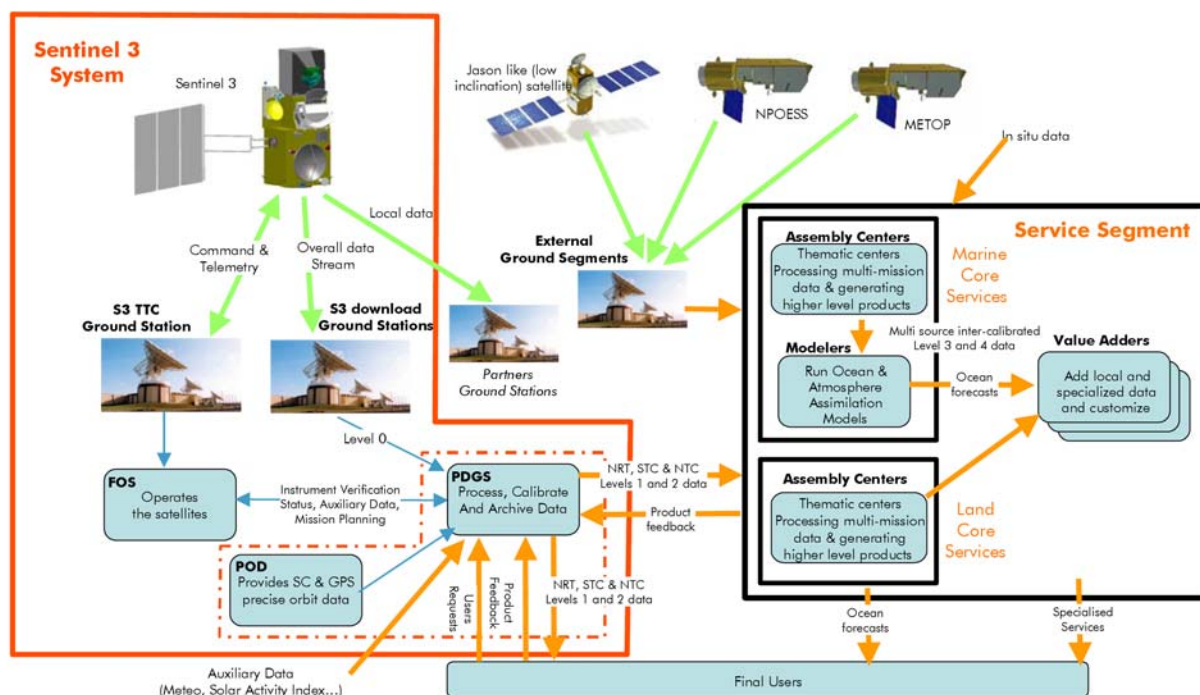 Sentinel 3
System
Sentinel 3
Jason like (low
inclination) satellite
NPOESS
METOP
In situ data
Local data
Command &
Telemetry
Overall data
Stream
External
Ground Segments
S3 TTC
Ground Station
S3 download
Ground Stations
Partners
Ground Stations
Service Segment
Assembly Centers
Thematic centers
Processing multi-mission
data & generating
higher level products
Marine
Core
Services
Multi source inter-calibrated
Level 3 and 4 data
Modelers
Run Ocean &
Atmosphere
Assimilation
Models
Ocean
forecasts
Value Adders
Add local and
specialized data
and customize
Level 0
FOS
Operates
the satellites
Instrument Verification
Status, Auxiliary Data,
Mission Planning
PDGS
Process, Calibrate
And Archive Data
NRT, STC & NTC
Levels 1 and 2 data
Product
feedback
Assembly Centers
Thematic centers
Processing multi-mission
data & generating
higher level products
Land
Core
Services
POD
Provides SC & GPS
precise orbit data
Users
Requests
Product
Feedback
NRT, STC & NTC
Levels 1 and 2 data
Ocean
forecasts
Specialised
Services
Auxiliary Data
(Meteo, Solar Activity Index...)
Final Users